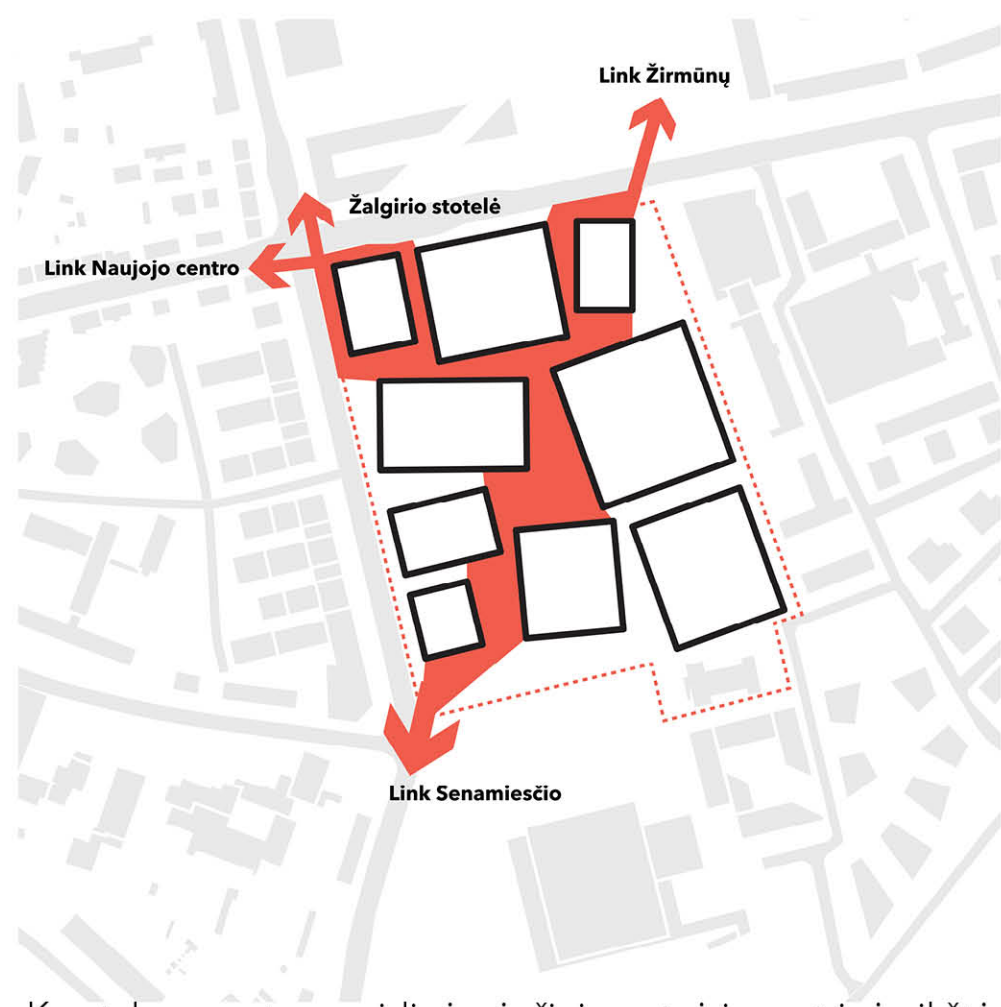 Link Žirmūnų
Žalgirio stotelė
Link Naujojo centro
Link Senamiesčio